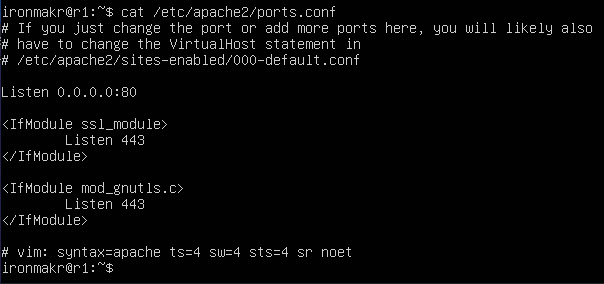 ironmakr@r1:~$ cat /etc/apache2/ports.conf
# If you just change the port or add more ports here, you will likely also
# have to change the VirtualHost statement in
# /etc/apache2/sites-enabled/000-default.conf
Listen 0.0.0.0:80
<IfModule ssl_module>
Listen 443
</IfModule>
<IfModule mod_gnutls.c>
Listen 443
</IfModule>
# vim: syntax=apache ts=4 sw=4 sts=4 sr noet
ironmakr@r1:~$